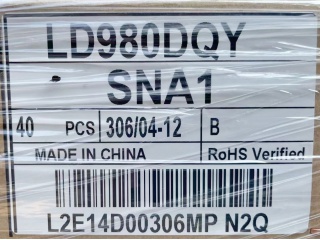 LD980DQY
SNA1
40 PCS 306/04-12 B
MADE IN CHINA RoHS Verified
L2E14D00306MP N2Q